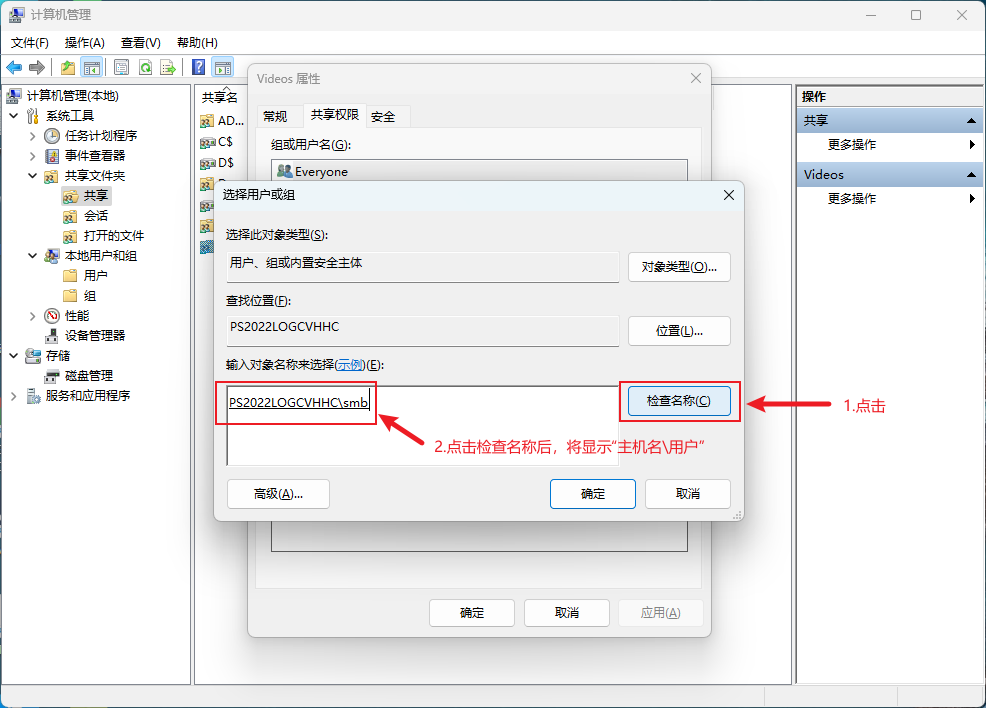 计算机管理
文件(F) 操作(A) 查看(V) 帮助(H)
计算机管理(本地)
系统工具
任务计划程序
事件查看器
共享文件夹
共享
会话
打开的文件
本地用户和组
用户
组
性能
设备管理器
存储
磁盘管理
服务和应用程序
共享名
AD...
C$
D$
Videos 属性
常规 共享权限 安全
组或用户名(G):
Everyone
选择用户或组
选择此对象类型(S):
用户、组或内置安全主体
对象类型(O)...
查找位置(F):
PS2022LOGCVHHC
位置(L)...
输入对象名称来选择(示例)(E):
PS2022LOGCVHHC\smb
检查名称(C)
1.点击
2.点击检查名称后，将显示“主机名\用户”
高级(A)...
确定
取消
确定
取消
应用(A)
操作
共享
更多操作
Videos
更多操作